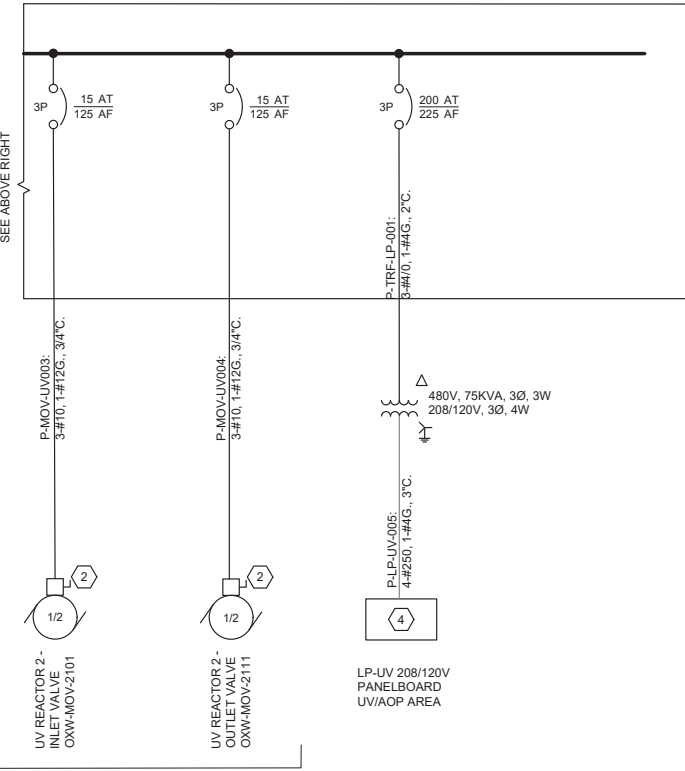 SEE ABOVE RIGHT
3P
15 AT
125 AF
3P
15 AT
125 AF
3P
200 AT
225 AF
P-TRF-LP-001:
3-#4/0, 1-#4G., 2"C.
P-MOV-UV003:
3-#10, 1-#12G., 3/4"C.
P-MOV-UV004:
3-#10, 1-#12G., 3/4"C.
480V, 75KVA, 3Ø, 3W
208/120V, 3Ø, 4W
P-LP-UV-005:
4-#250, 1-#4G., 3"C.
2
1/2
2
1/2
4
UV REACTOR 2 -
INLET VALVE
OXW-MOV-2101
UV REACTOR 2 -
OUTLET VALVE
OXW-MOV-2111
LP-UV 208/120V
PANELBOARD
UV/AOP AREA